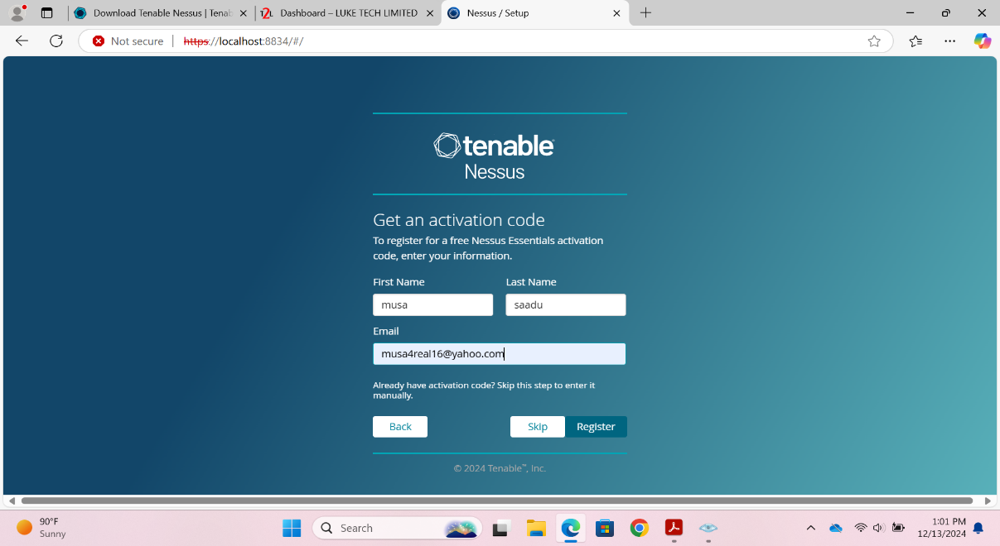 Download Tenable Nessus | Tenab
T2L Dashboard – LUKE TECH LIMITED
Nessus / Setup
Not secure
https://localhost:8834/#/
tenable
Nessus
Get an activation code
To register for a free Nessus Essentials activation
code, enter your information.
First Name Last Name
musa saadu
Email
musa4real16@yahoo.com
Already have activation code? Skip this step to enter it
manually.
Back Skip Register
© 2024 Tenable™, Inc.
90°F
Sunny
Search
1:01 PM
12/13/2024